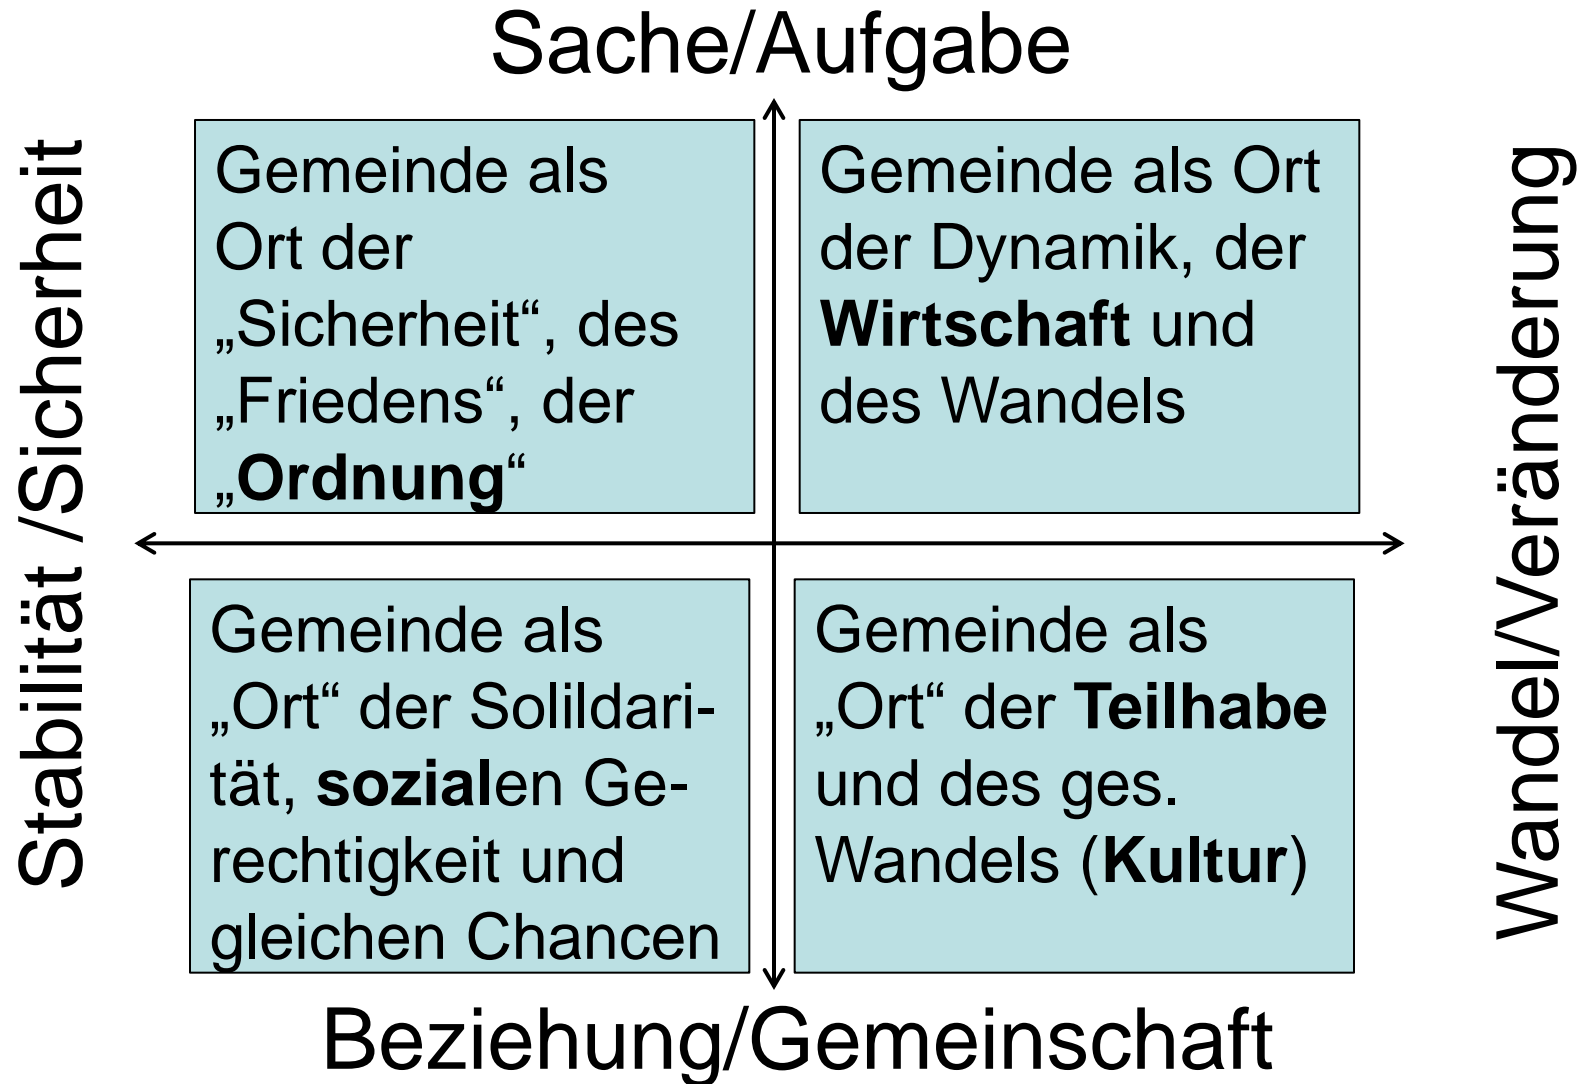 Sache/Aufgabe
Stabilität /Sicherheit
Gemeinde als
Ort der
„Sicherheit“, des
„Friedens“, der
„Ordnung“
Gemeinde als Ort
der Dynamik, der
Wirtschaft und
des Wandels
Wandel/Veränderung
Gemeinde als
„Ort“ der Solildari-
tät, sozialen Ge-
rechtigkeit und
gleichen Chancen
Gemeinde als
„Ort“ der Teilhabe
und des ges.
Wandels (Kultur)
Beziehung/Gemeinschaft